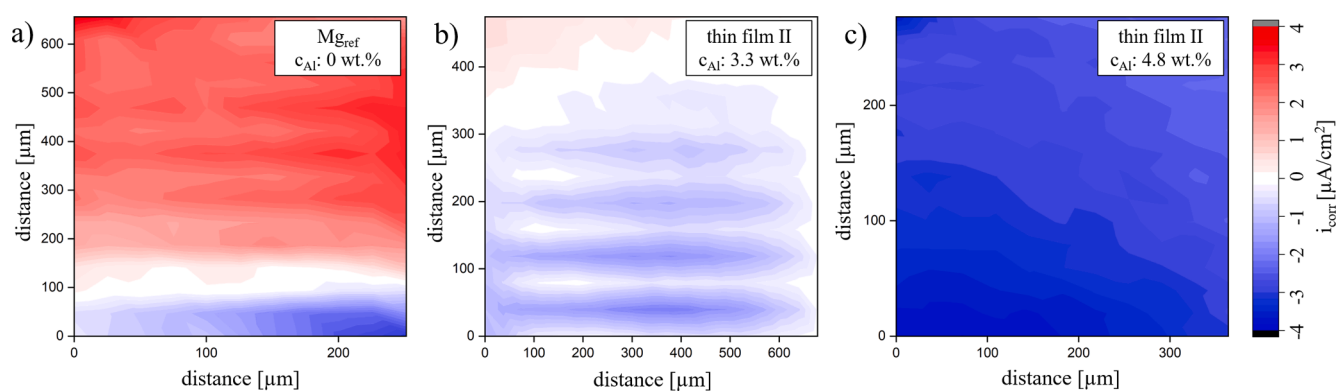 a)
Mg_ref
c_Al: 0 wt.%
600
500
400
300
200
100
0
distance [µm]
0 100 200
distance [µm]
b)
thin film II
c_Al: 3.3 wt.%
400
300
200
100
0
distance [µm]
0 100 200 300 400 500 600
distance [µm]
c)
thin film II
c_Al: 4.8 wt.%
200
100
0
distance [µm]
0 100 200 300
distance [µm]
4
3
2
1
0
-1
-2
-3
-4
i_corr [µA/cm²]